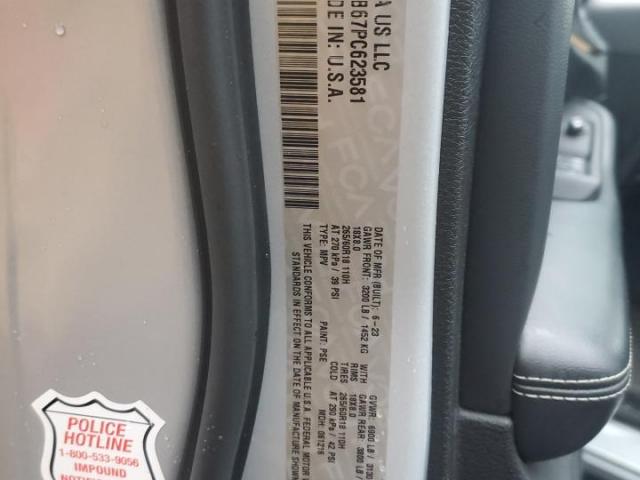 A US LLC
B67PC623581
DE IN: U.S.A.
DATE OF MFR (BUILT): 6-23
GVWR: 6900 LB / 3130
GAWR FRONT: 3200 LB / 1452 KG WITH
GAWR REAR: 3800 LB
18X8.0 RIMS 18X8.0
265/60R18 110H TIRES 265/60R18 110H
AT 270 kPa / 39 PSI COLD AT 290 kPa / 42 PSI
TYPE: MPV PAINT: PSE MDH: 061216
THIS VEHICLE CONFORMS TO ALL APPLICABLE U.S.A. FEDERAL MOTOR
STANDARDS IN EFFECT ON THE DATE OF MANUFACTURE SHOWN
FCA
POLICE
HOTLINE
1-800-533-9056
IMPOUND